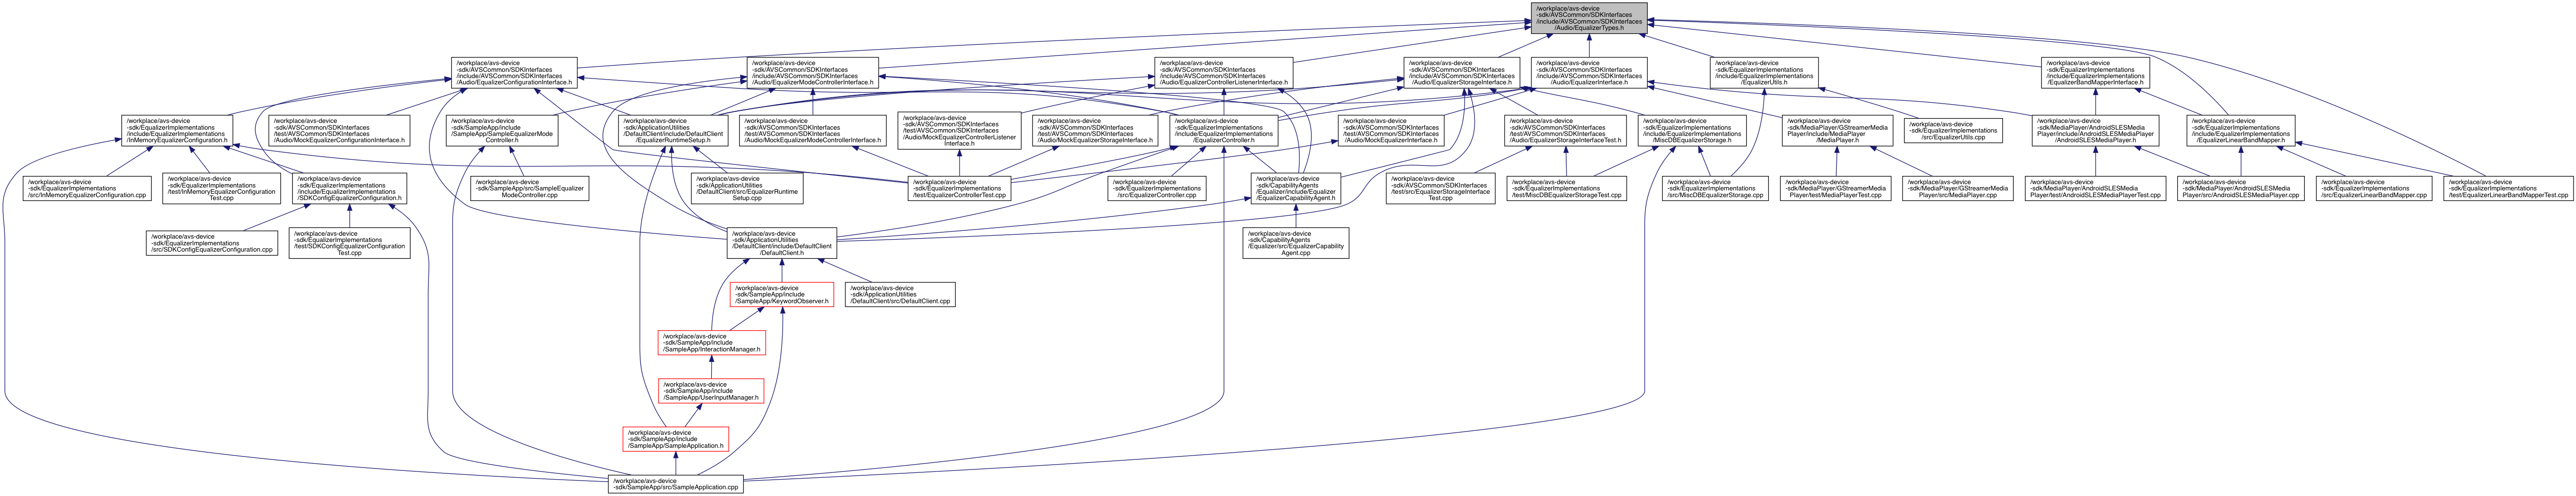 /workplace/avs-device
-sdk/AVSCommon/SDKInterfaces
/include/AVSCommon/SDKInterfaces
/Audio/EqualizerTypes.h
/workplace/avs-device
-sdk/AVSCommon/SDKInterfaces
/include/AVSCommon/SDKInterfaces
/Audio/EqualizerConfigurationInterface.h
/workplace/avs-device
-sdk/AVSCommon/SDKInterfaces
/include/AVSCommon/SDKInterfaces
/Audio/EqualizerModeControllerInterface.h
/workplace/avs-device
-sdk/AVSCommon/SDKInterfaces
/include/AVSCommon/SDKInterfaces
/Audio/EqualizerControllerListenerInterface.h
/workplace/avs-device
-sdk/AVSCommon/SDKInterfaces
/include/AVSCommon/SDKInterfaces
/Audio/EqualizerStorageInterface.h
/workplace/avs-device
-sdk/AVSCommon/SDKInterfaces
/include/AVSCommon/SDKInterfaces
/Audio/EqualizerInterface.h
/workplace/avs-device
-sdk/EqualizerImplementations
/include/EqualizerImplementations
/EqualizerUtils.h
/workplace/avs-device
-sdk/EqualizerImplementations
/include/EqualizerImplementations
/EqualizerBandMapperInterface.h
/workplace/avs-device
-sdk/EqualizerImplementations
/include/EqualizerImplementations
/InMemoryEqualizerConfiguration.h
/workplace/avs-device
-sdk/AVSCommon/SDKInterfaces
/test/AVSCommon/SDKInterfaces
/Audio/MockEqualizerConfigurationInterface.h
/workplace/avs-device
-sdk/SampleApp/include
/SampleApp/SampleEqualizerMode
Controller.h
/workplace/avs-device
-sdk/ApplicationUtilities
/DefaultClient/include/DefaultClient
/EqualizerRuntimeSetup.h
/workplace/avs-device
-sdk/AVSCommon/SDKInterfaces
/test/AVSCommon/SDKInterfaces
/Audio/MockEqualizerModeControllerInterface.h
/workplace/avs-device
-sdk/AVSCommon/SDKInterfaces
/test/AVSCommon/SDKInterfaces
/Audio/MockEqualizerControllerListener
Interface.h
/workplace/avs-device
-sdk/AVSCommon/SDKInterfaces
/test/AVSCommon/SDKInterfaces
/Audio/MockEqualizerStorageInterface.h
/workplace/avs-device
-sdk/EqualizerImplementations
/include/EqualizerImplementations
/EqualizerController.h
/workplace/avs-device
-sdk/AVSCommon/SDKInterfaces
/test/AVSCommon/SDKInterfaces
/Audio/MockEqualizerInterface.h
/workplace/avs-device
-sdk/AVSCommon/SDKInterfaces
/test/AVSCommon/SDKInterfaces
/Audio/EqualizerStorageInterfaceTest.h
/workplace/avs-device
-sdk/EqualizerImplementations
/include/EqualizerImplementations
/MiscDBEqualizerStorage.h
/workplace/avs-device
-sdk/MediaPlayer/GStreamerMedia
Player/include/MediaPlayer
/MediaPlayer.h
/workplace/avs-device
-sdk/EqualizerImplementations
/src/EqualizerUtils.cpp
/workplace/avs-device
-sdk/MediaPlayer/AndroidSLESMedia
Player/include/AndroidSLESMediaPlayer
/AndroidSLESMediaPlayer.h
/workplace/avs-device
-sdk/EqualizerImplementations
/include/EqualizerImplementations
/EqualizerLinearBandMapper.h
/workplace/avs-device
-sdk/EqualizerImplementations
/src/InMemoryEqualizerConfiguration.cpp
/workplace/avs-device
-sdk/EqualizerImplementations
/test/InMemoryEqualizerConfiguration
Test.cpp
/workplace/avs-device
-sdk/EqualizerImplementations
/include/EqualizerImplementations
/SDKConfigEqualizerConfiguration.h
/workplace/avs-device
-sdk/SampleApp/src/SampleEqualizer
ModeController.cpp
/workplace/avs-device
-sdk/ApplicationUtilities
/DefaultClient/src/EqualizerRuntime
Setup.cpp
/workplace/avs-device
-sdk/EqualizerImplementations
/test/EqualizerControllerTest.cpp
/workplace/avs-device
-sdk/EqualizerImplementations
/src/EqualizerController.cpp
/workplace/avs-device
-sdk/CapabilityAgents
/Equalizer/include/Equalizer
/EqualizerCapabilityAgent.h
/workplace/avs-device
-sdk/AVSCommon/SDKInterfaces
/test/src/EqualizerStorageInterface
Test.cpp
/workplace/avs-device
-sdk/EqualizerImplementations
/test/MiscDBEqualizerStorageTest.cpp
/workplace/avs-device
-sdk/EqualizerImplementations
/src/MiscDBEqualizerStorage.cpp
/workplace/avs-device
-sdk/MediaPlayer/GStreamerMedia
Player/test/MediaPlayerTest.cpp
/workplace/avs-device
-sdk/MediaPlayer/GStreamerMedia
Player/src/MediaPlayer.cpp
/workplace/avs-device
-sdk/MediaPlayer/AndroidSLESMedia
Player/test/AndroidSLESMediaPlayerTest.cpp
/workplace/avs-device
-sdk/MediaPlayer/AndroidSLESMedia
Player/src/AndroidSLESMediaPlayer.cpp
/workplace/avs-device
-sdk/EqualizerImplementations
/src/EqualizerLinearBandMapper.cpp
/workplace/avs-device
-sdk/EqualizerImplementations
/test/EqualizerLinearBandMapperTest.cpp
/workplace/avs-device
-sdk/EqualizerImplementations
/src/SDKConfigEqualizerConfiguration.cpp
/workplace/avs-device
-sdk/EqualizerImplementations
/test/SDKConfigEqualizerConfiguration
Test.cpp
/workplace/avs-device
-sdk/ApplicationUtilities
/DefaultClient/include/DefaultClient
/DefaultClient.h
/workplace/avs-device
-sdk/CapabilityAgents
/Equalizer/src/EqualizerCapability
Agent.cpp
/workplace/avs-device
-sdk/SampleApp/include
/SampleApp/KeywordObserver.h
/workplace/avs-device
-sdk/ApplicationUtilities
/DefaultClient/src/DefaultClient.cpp
/workplace/avs-device
-sdk/SampleApp/include
/SampleApp/InteractionManager.h
/workplace/avs-device
-sdk/SampleApp/include
/SampleApp/UserInputManager.h
/workplace/avs-device
-sdk/SampleApp/include
/SampleApp/SampleApplication.h
/workplace/avs-device
-sdk/SampleApp/src/SampleApplication.cpp